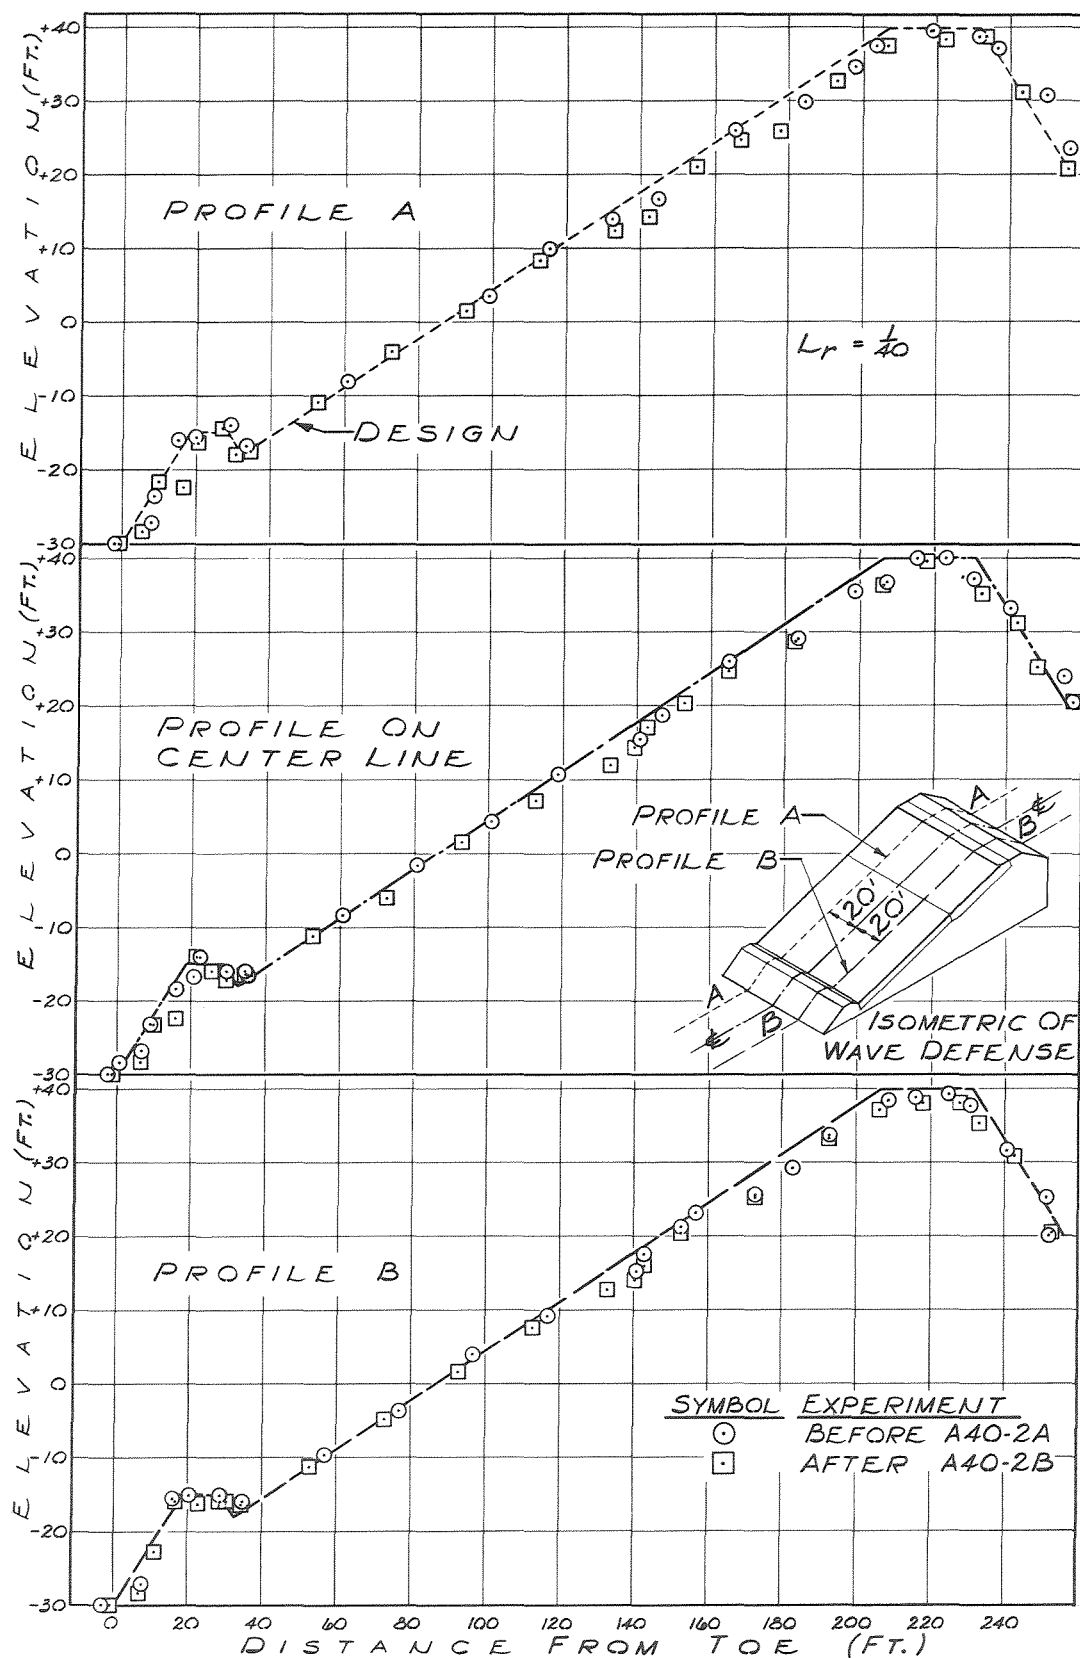 ELEVATION (FT.)
+40
+30
+20
+10
0
-10
-20
-30
PROFILE A
Lr = 1/40
DESIGN
ELEVATION (FT.)
+40
+30
+20
+10
0
-10
-20
-30
PROFILE ON
CENTER LINE
PROFILE A
PROFILE B
A
℄
B
20'
20'
A
℄
B
ISOMETRIC OF
WAVE DEFENSE
ELEVATION (FT.)
+40
+30
+20
+10
0
-10
-20
-30
PROFILE B
SYMBOL EXPERIMENT
⊙ BEFORE A40-2A
⊡ AFTER A40-2B
0 20 40 60 80 100 120 140 160 180 200 220 240
DISTANCE FROM TOE (FT.)